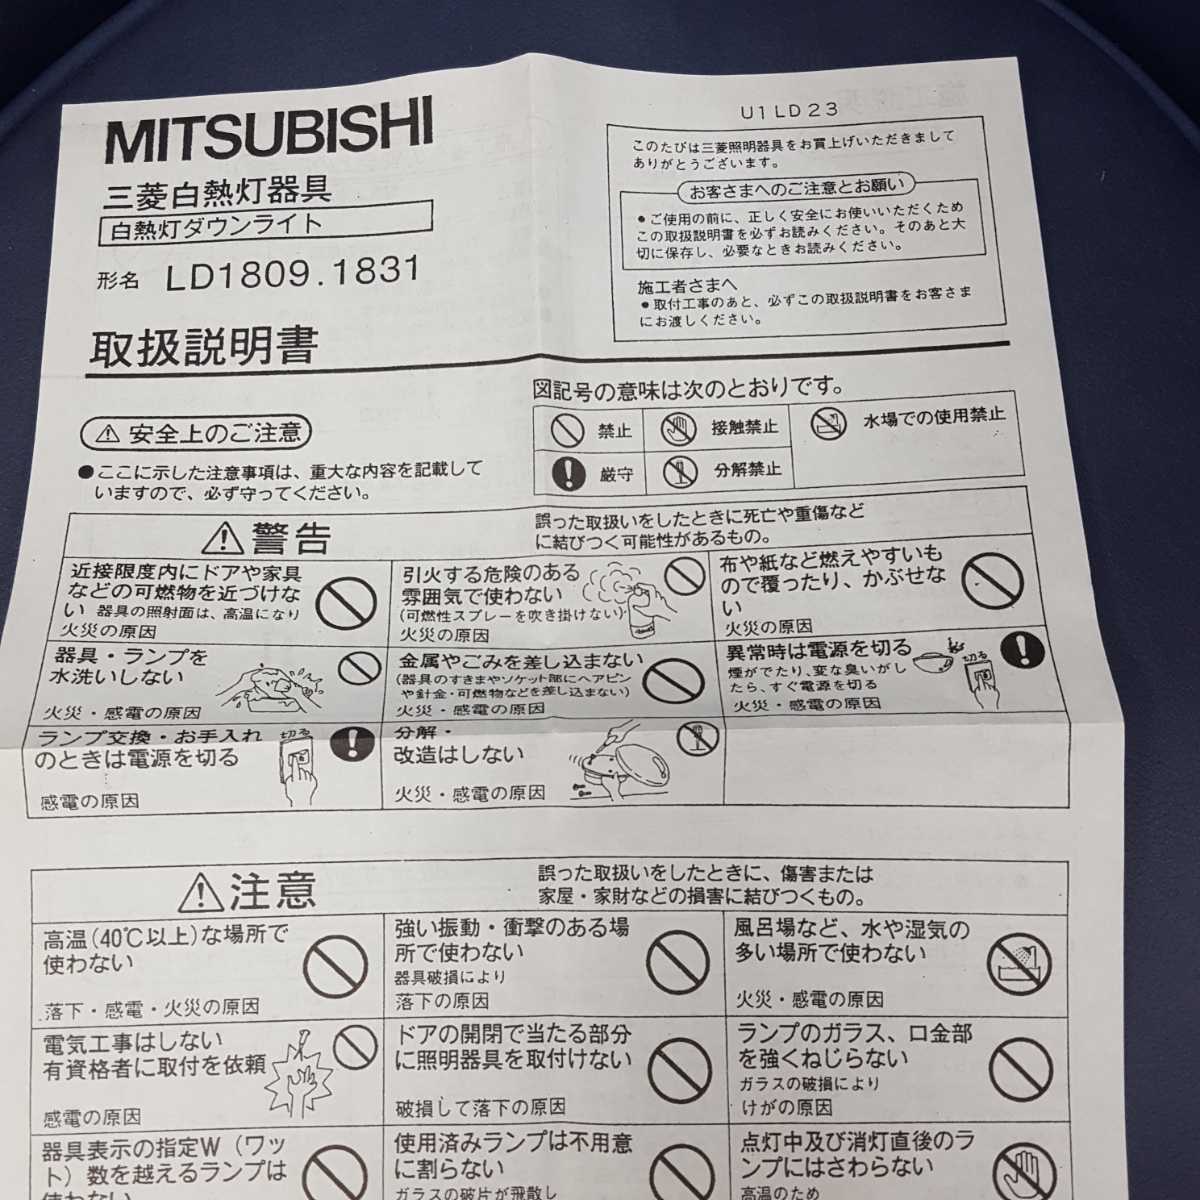 MITSUBISHI
三菱白熱灯器具
白熱灯ダウンライト
形名 LD1809.1831
取扱説明書
U1LD23
このたびは三菱照明器具をお買上げいただきまして
ありがとうございます。
お客さまへのご注意とお願い
●ご使用の前に、正しく安全にお使いいただくため
この取扱説明書を必ずお読みください。そのあと大
切に保存し、必要なときお読みください。
施工者さまへ
●取付工事のあと、必ずこの取扱説明書をお客さま
にお渡しください。
⚠ 安全上のご注意
●ここに示した注意事項は、重大な内容を記載して
いますので、必ず守ってください。
図記号の意味は次のとおりです。
禁止
接触禁止
水場での使用禁止
厳守
分解禁止
⚠警告
誤った取扱いをしたときに死亡や重傷など
に結びつく可能性があるもの。
近接限度内にドアや家具
などの可燃物を近づけな
い 器具の照射面は、高温になり
火災の原因
引火する危険のある
雰囲気で使わない
(可燃性スプレーを吹き掛けない)
火災の原因
布や紙など燃えやすいも
ので覆ったり、かぶせな
い
火災の原因
器具・ランプを
水洗いしない
火災・感電の原因
金属やごみを差し込まない
(器具のすきまやソケット部にヘアピン
や針金・可燃物などを差し込まない)
火災・感電の原因
異常時は電源を切る
煙がでたり、変な臭いがし
たら、すぐ電源を切る
火災・感電の原因
切る
ランプ交換・お手入れ
のときは電源を切る
感電の原因
切る
分解・
改造はしない
火災・感電の原因
⚠注意
誤った取扱いをしたときに、傷害または
家屋・家財などの損害に結びつくもの。
高温(40℃以上)な場所で
使わない
落下・感電・火災の原因
強い振動・衝撃のある場
所で使わない
器具破損により
落下の原因
風呂場など、水や湿気の
多い場所で使わない
火災・感電の原因
電気工事はしない
有資格者に取付を依頼
感電の原因
ドアの開閉で当たる部分
に照明器具を取付けない
破損して落下の原因
ランプのガラス、口金部
を強くねじらない
ガラスの破損により
けがの原因
器具表示の指定W（ワッ
ト）数を越えるランプは
使わない
使用済みランプは不用意
に割らない
ガラスの破片が飛散し
点灯中及び消灯直後のラ
ンプにはさわらない
高温のため